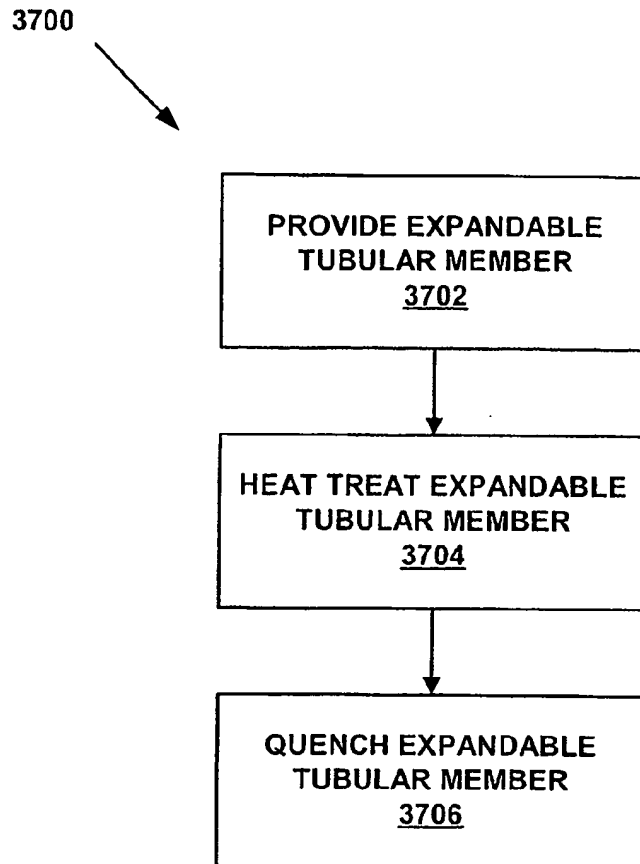 3700
PROVIDE EXPANDABLE
TUBULAR MEMBER
3702
HEAT TREAT EXPANDABLE
TUBULAR MEMBER
3704
QUENCH EXPANDABLE
TUBULAR MEMBER
3706